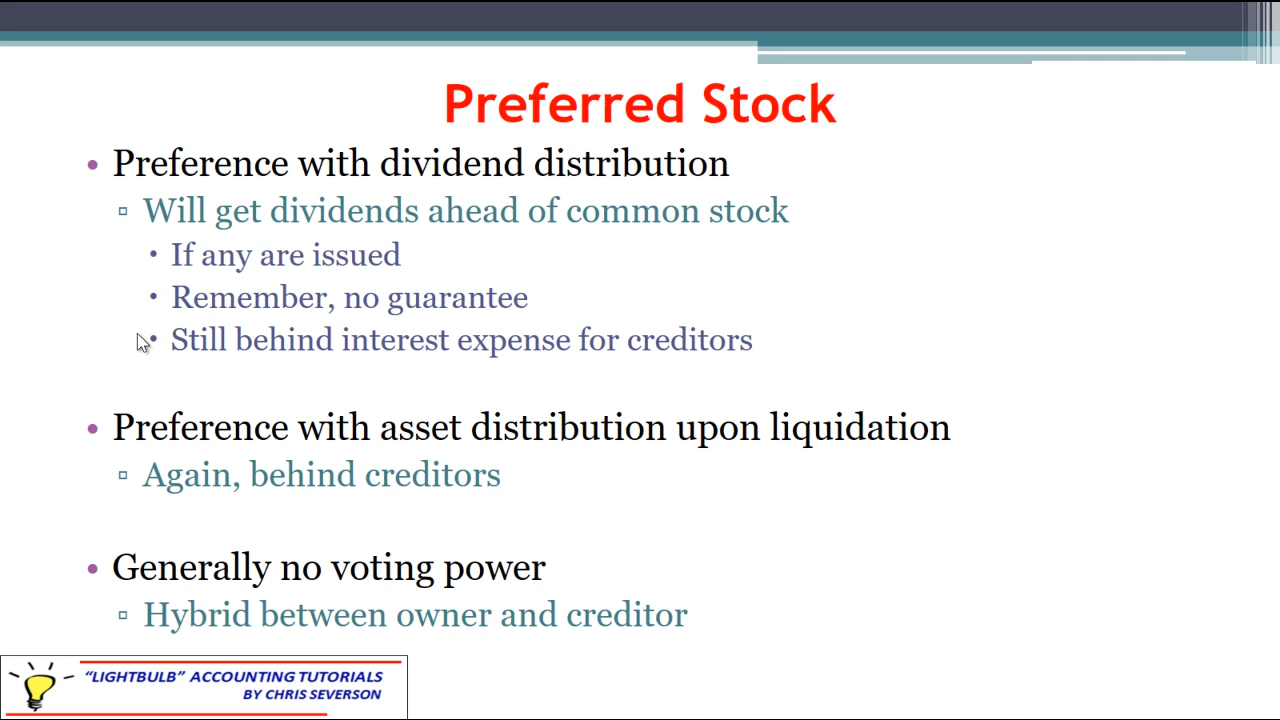 Preferred Stock
Preference with dividend distribution
Will get dividends ahead of common stock
If any are issued
Remember, no guarantee
Still behind interest expense for creditors
Preference with asset distribution upon liquidation
Again, behind creditors
Generally no voting power
Hybrid between owner and creditor
"LIGHTBULB" ACCOUNTING TUTORIALS
BY CHRIS SEVERSON